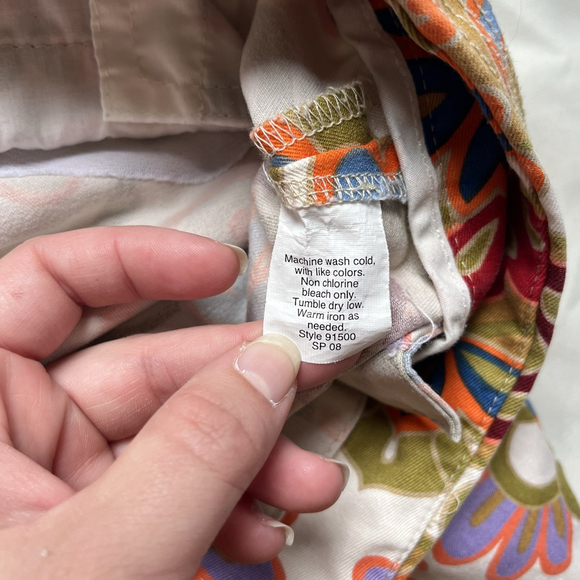 Machine wash cold,
with like colors.
Non chlorine
bleach only.
Tumble dry low.
Warm iron as
needed.
Style 91500
SP 08